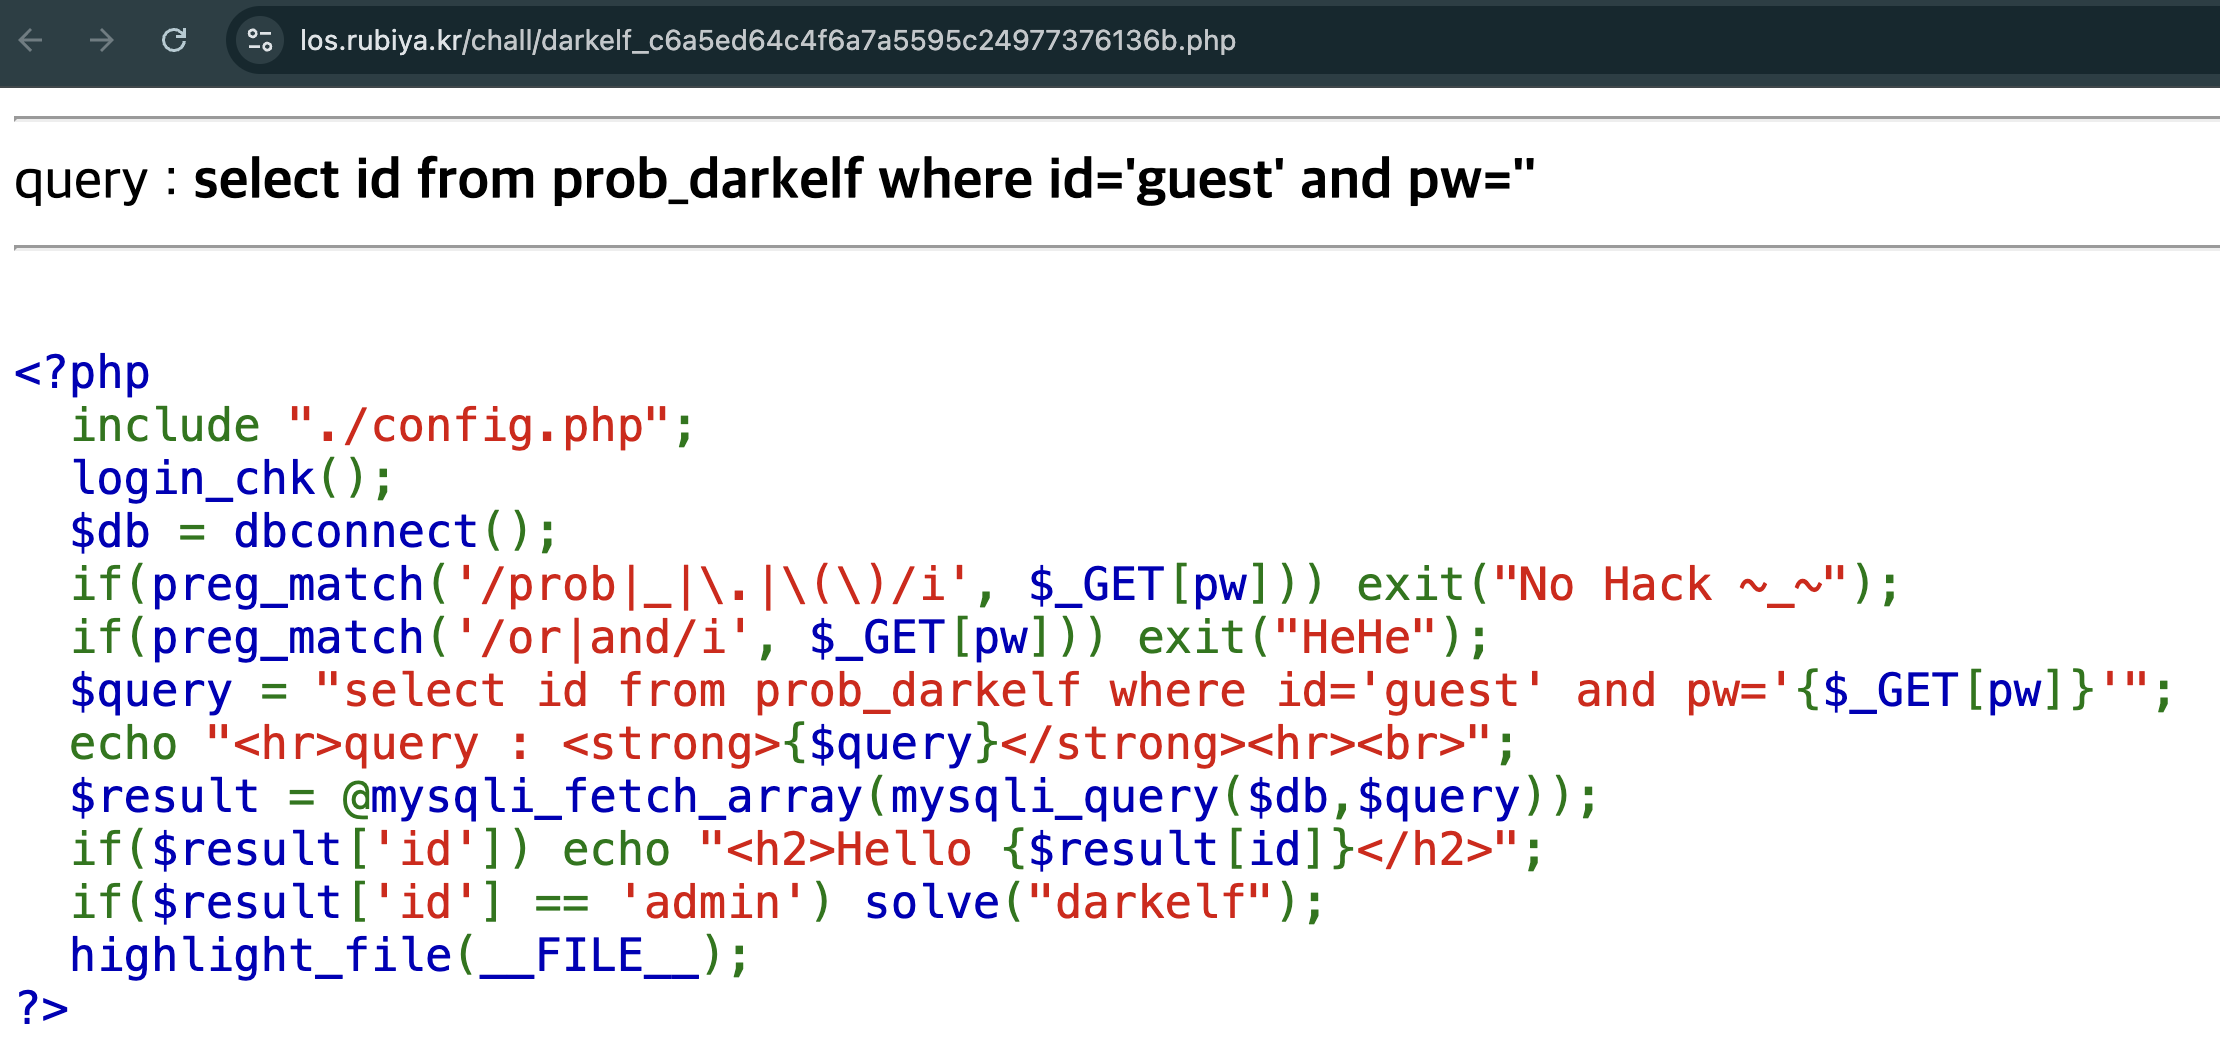 los.rubiya.kr/chall/darkelf_c6a5ed64c4f6a7a5595c24977376136b.php
query : select id from prob_darkelf where id='guest' and pw=''
<?php
  include "./config.php";
  login_chk();
  $db = dbconnect();
  if(preg_match('/prob|_|\.|\(\)/i', $_GET[pw])) exit("No Hack ~_~");
  if(preg_match('/or|and/i', $_GET[pw])) exit("HeHe");
  $query = "select id from prob_darkelf where id='guest' and pw='{$_GET[pw]}'";
  echo "<hr>query : <strong>{$query}</strong><hr><br>";
  $result = @mysqli_fetch_array(mysqli_query($db,$query));
  if($result['id']) echo "<h2>Hello {$result[id]}</h2>";
  if($result['id'] == 'admin') solve("darkelf");
  highlight_file(__FILE__);
?>